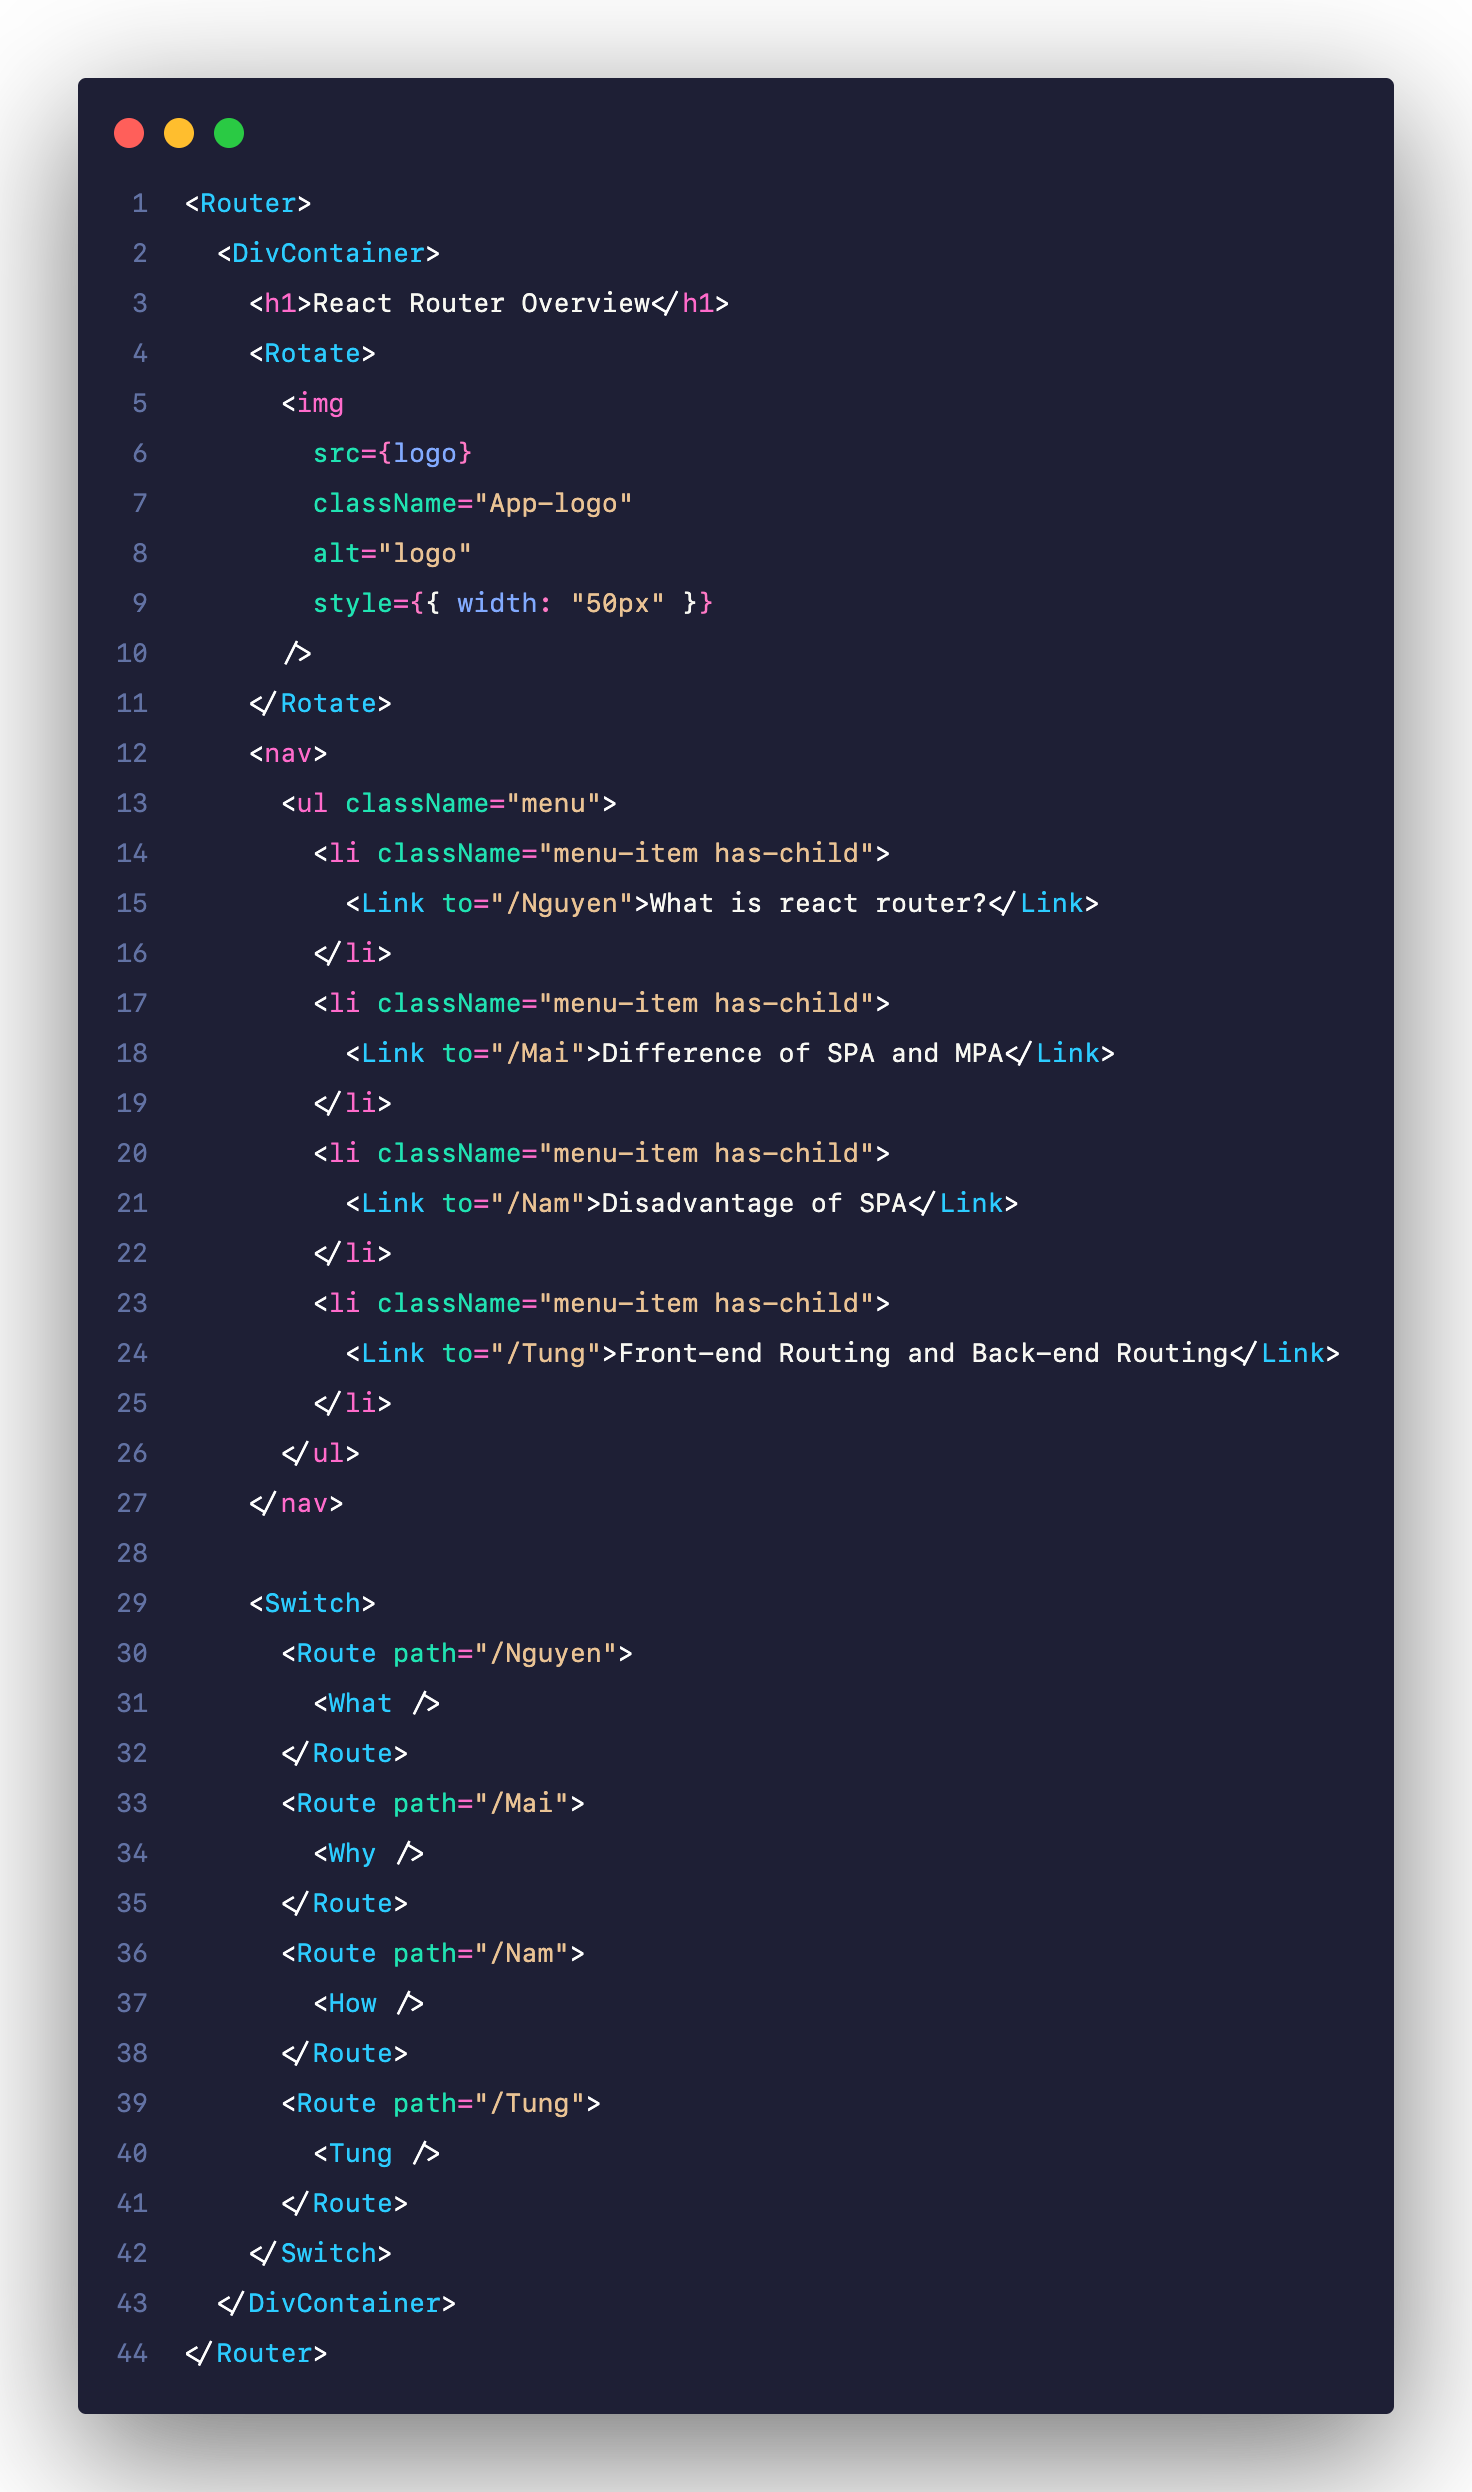 1 <Router>
2   <DivContainer>
3     <h1>React Router Overview</h1>
4     <Rotate>
5       <img
6         src={logo}
7         className="App-logo"
8         alt="logo"
9         style={{ width: "50px" }}
10       />
11     </Rotate>
12     <nav>
13       <ul className="menu">
14         <li className="menu-item has-child">
15           <Link to="/Nguyen">What is react router?</Link>
16         </li>
17         <li className="menu-item has-child">
18           <Link to="/Mai">Difference of SPA and MPA</Link>
19         </li>
20         <li className="menu-item has-child">
21           <Link to="/Nam">Disadvantage of SPA</Link>
22         </li>
23         <li className="menu-item has-child">
24           <Link to="/Tung">Front-end Routing and Back-end Routing</Link>
25         </li>
26       </ul>
27     </nav>
28
29     <Switch>
30       <Route path="/Nguyen">
31         <What />
32       </Route>
33       <Route path="/Mai">
34         <Why />
35       </Route>
36       <Route path="/Nam">
37         <How />
38       </Route>
39       <Route path="/Tung">
40         <Tung />
41       </Route>
42     </Switch>
43   </DivContainer>
44 </Router>